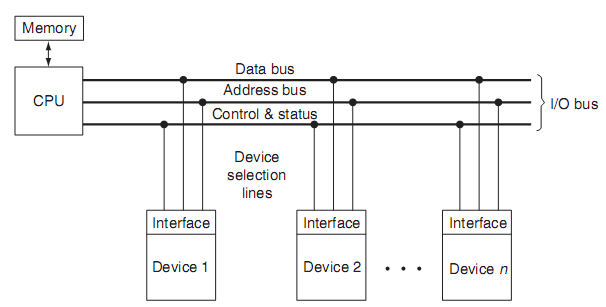 Memory
CPU
Data bus
Address bus
Control & status
I/O bus
Device
selection
lines
Interface
Device 1
Interface
Device 2
• • •
Interface
Device n